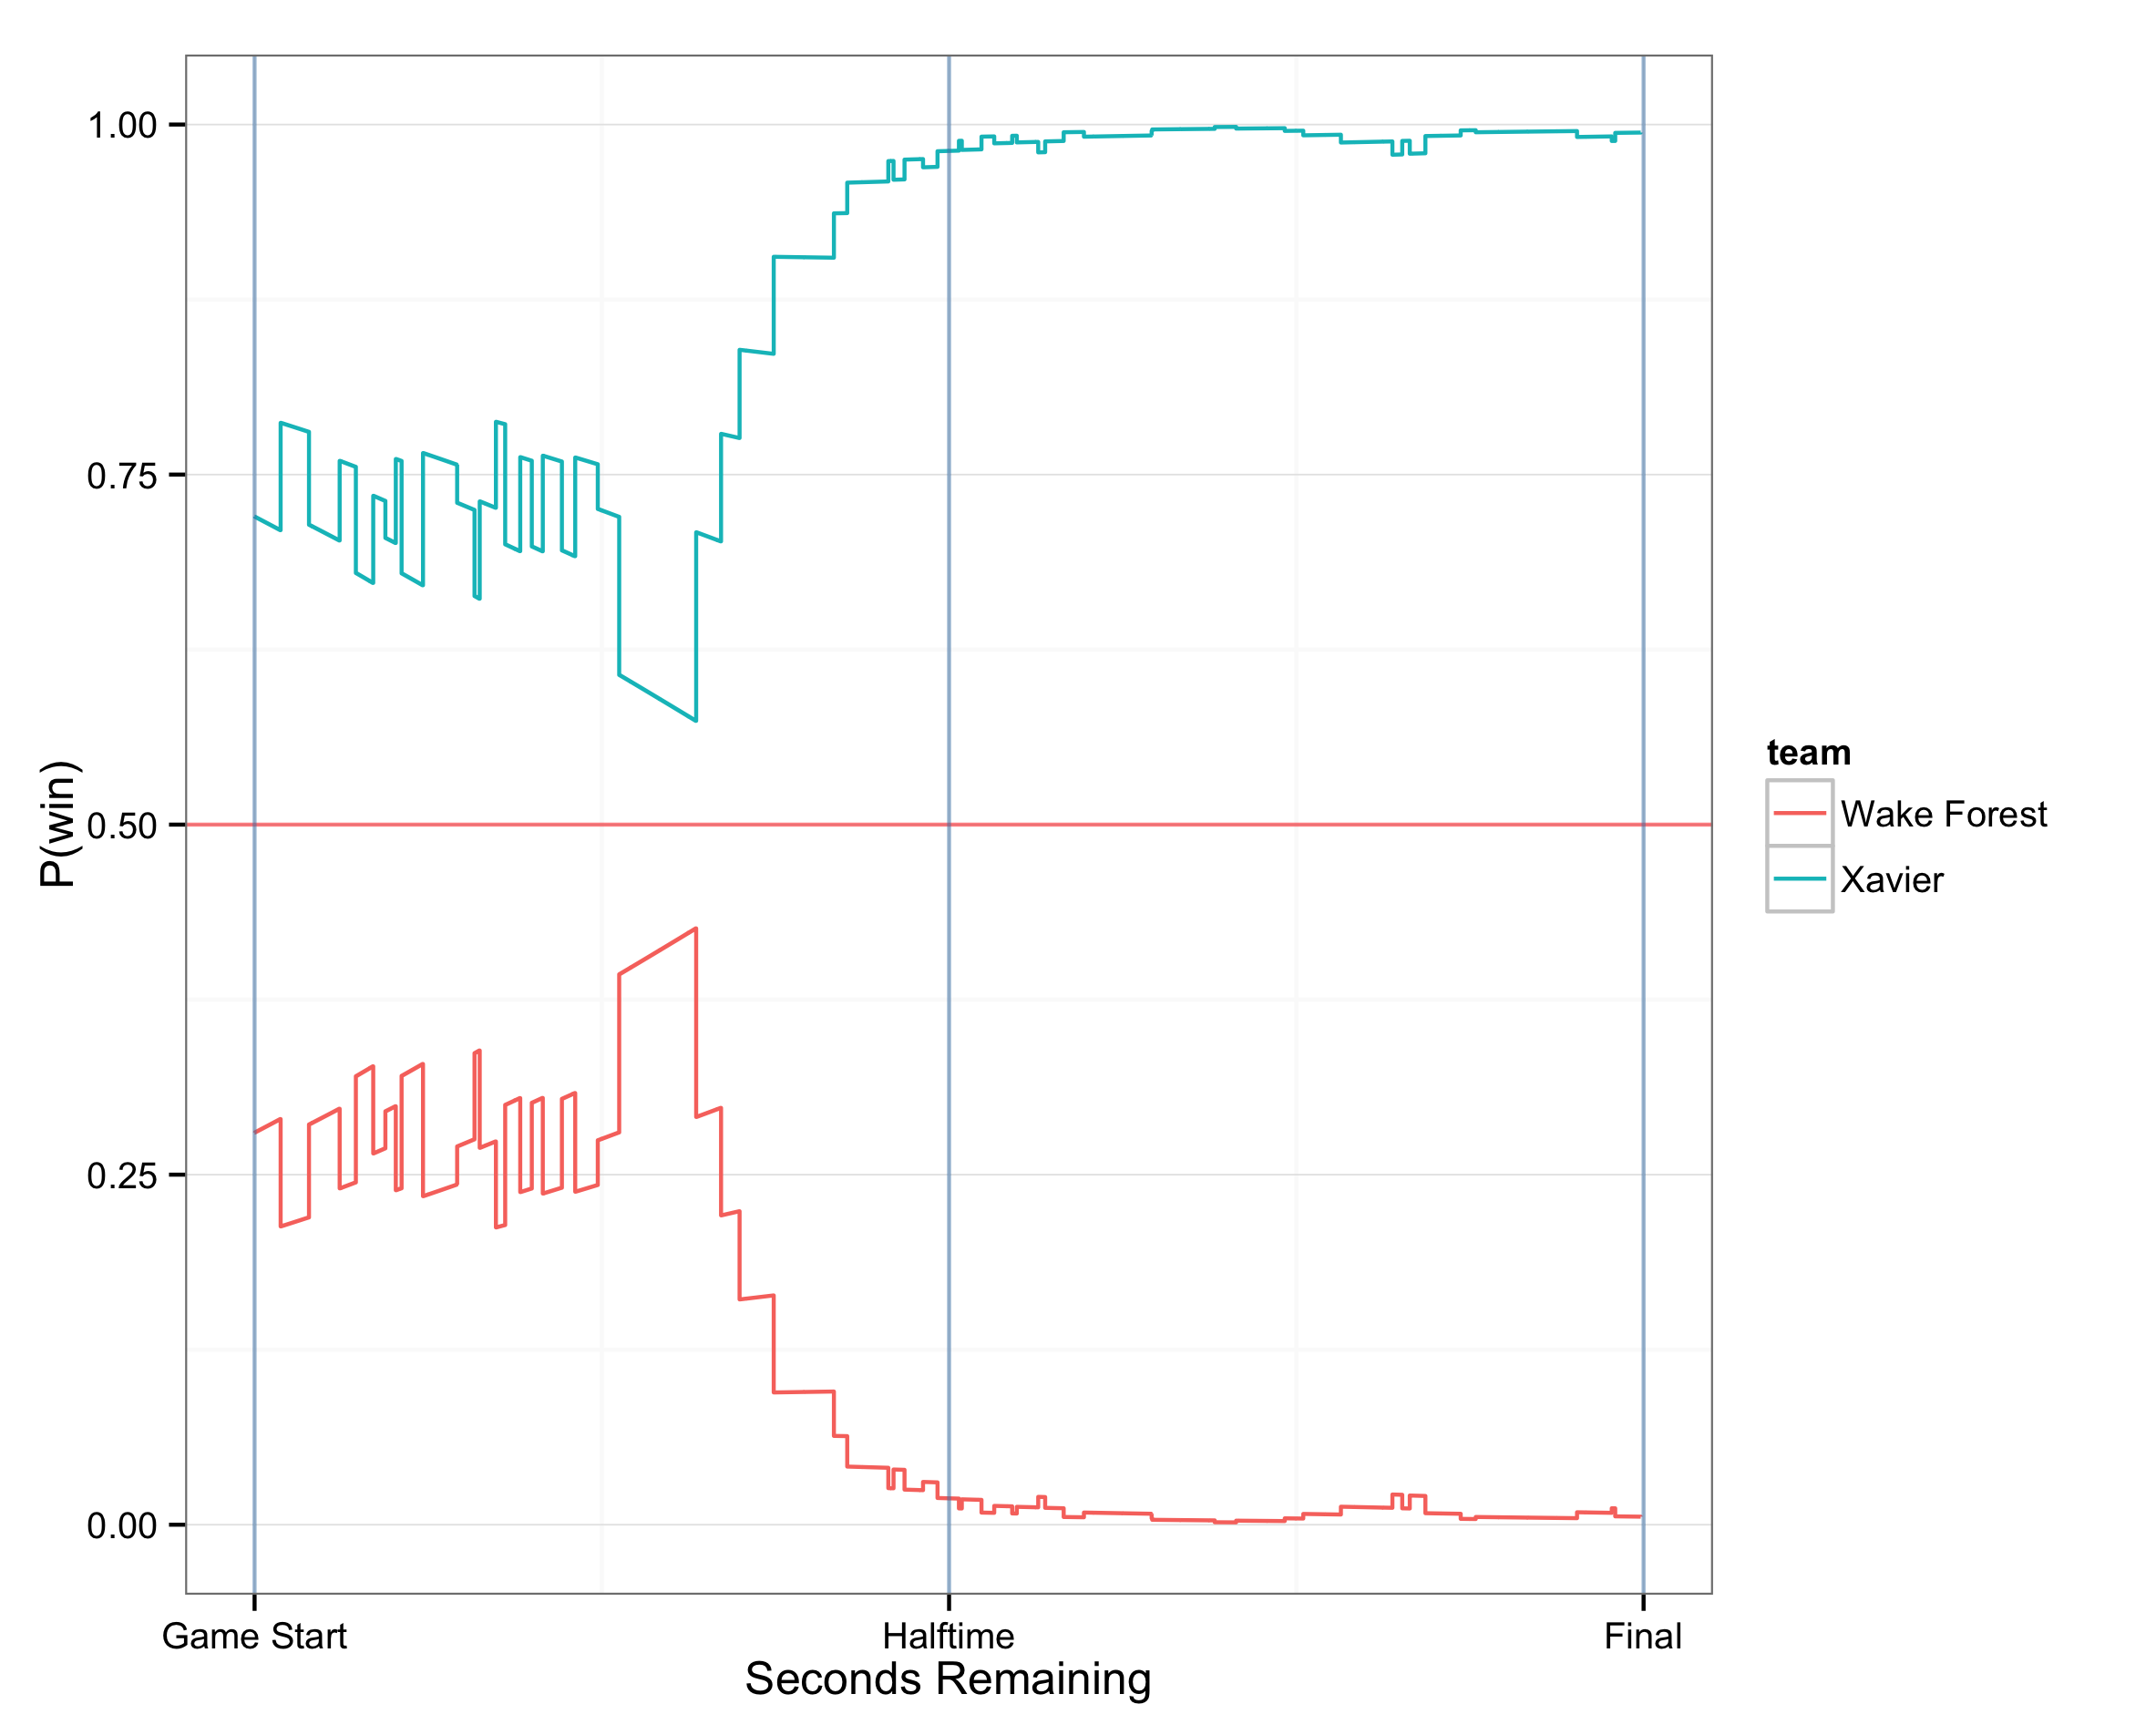 1.00
0.75
0.50
0.25
0.00
P(win)
Game Start
Halftime
Final
Seconds Remaining
team
Wake Forest
Xavier